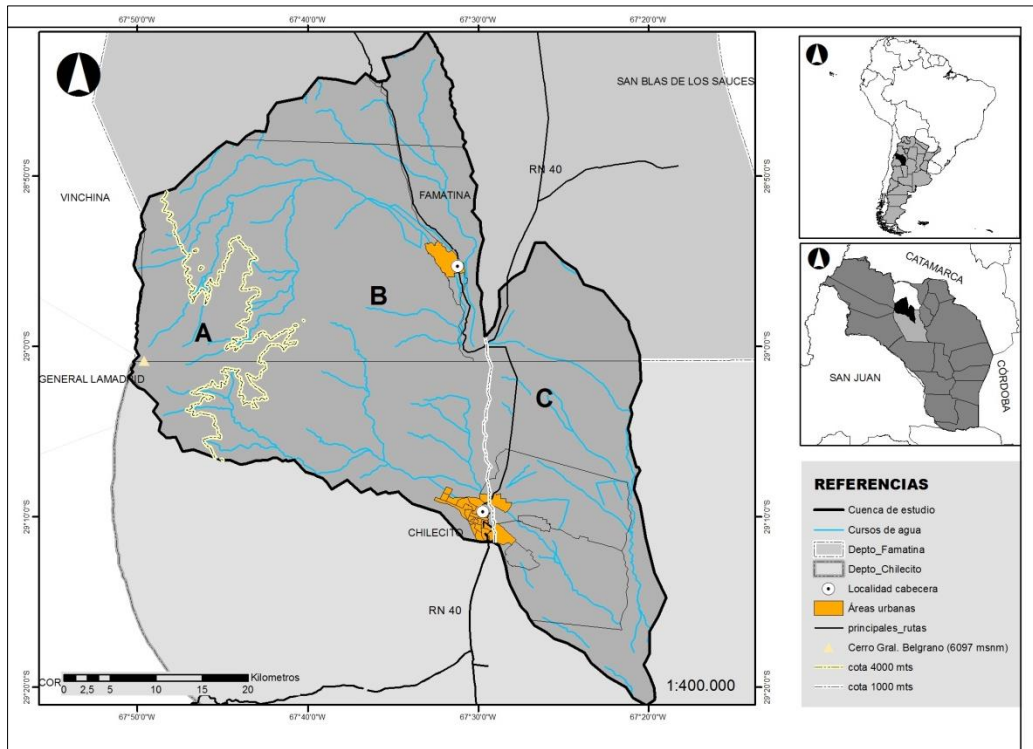 67°50'0"W
67°40'0"W
67°30'0"W
67°20'0"W
28°50'0"S
28°50'0"S
29°00'0"S
29°00'0"S
29°10'0"S
29°10'0"S
29°20'0"S
29°20'0"S
SAN BLAS DE LOS SAUCES
RN 40
VINCHINA
FAMATINA
B
A
GENERAL LAMADRID
C
CHILECITO
RN 40
COR
Kilometros
0 2,5 5 10 15 20
1:400.000
67°50'0"W
67°40'0"W
67°30'0"W
67°20'0"W
CATAMARCA
SAN JUAN
CÓRDOBA
REFERENCIAS
Cuenca de estudio
Cursos de agua
Depto_Famatina
Depto_Chilecito
Localidad cabecera
Áreas urbanas
principales_rutas
Cerro Gral. Belgrano (6097 msnm)
cota 4000 mts
cota 1000 mts